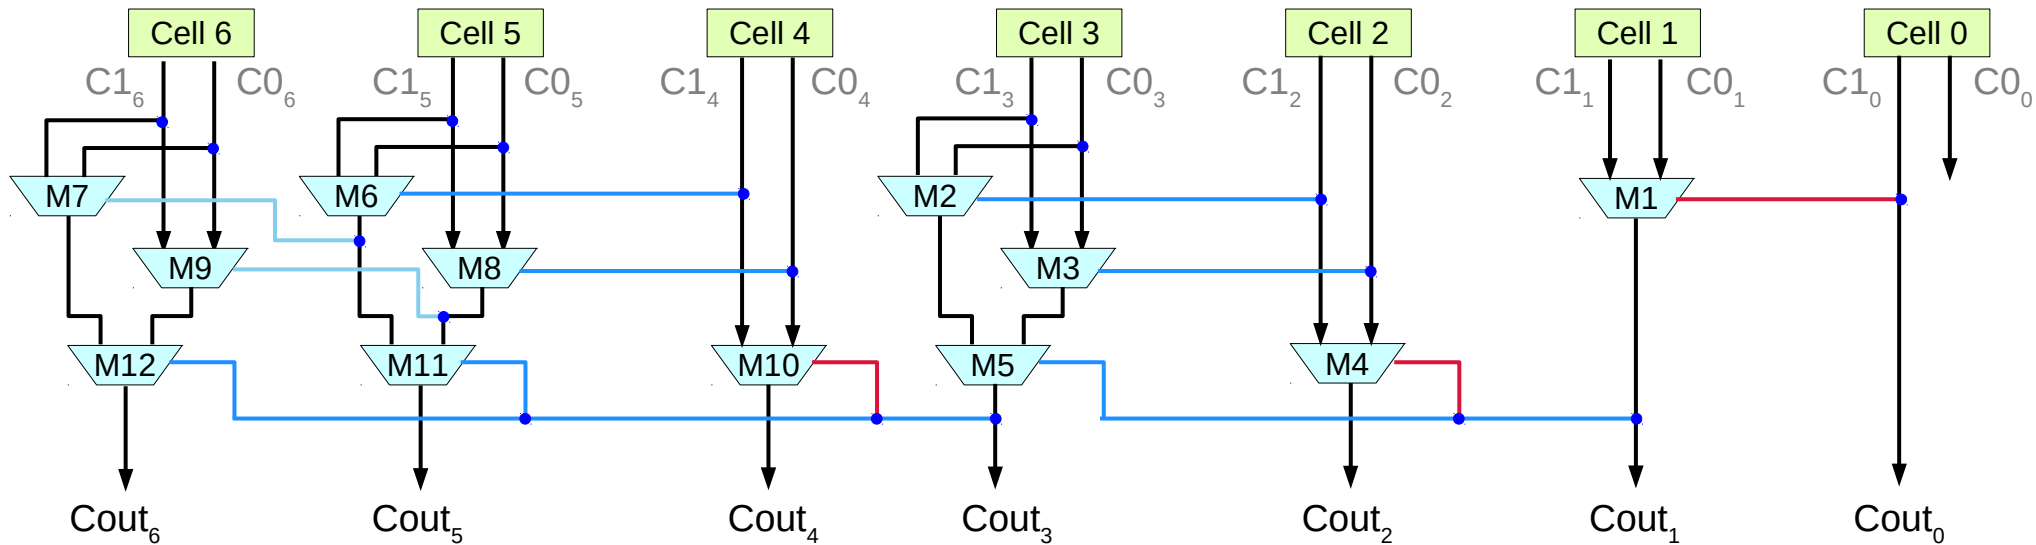 Cell 6 Cell 5 Cell 4 Cell 3 Cell 2 Cell 1 Cell 0
C1₆ C0₆ C1₅ C0₅ C1₄ C0₄ C1₃ C0₃ C1₂ C0₂ C1₁ C0₁ C1₀ C0₀
M7 M6 M2 M1
M9 M8 M3
M12 M11 M10 M5 M4
Cout₆ Cout₅ Cout₄ Cout₃ Cout₂ Cout₁ Cout₀